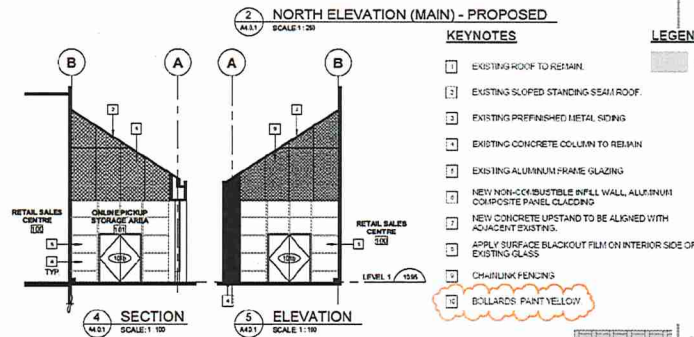 2 NORTH ELEVATION (MAIN) - PROPOSED
A4.0.1 SCALE 1 : 250
KEYNOTES
LEGEN
B A A B
1 EXISTING ROOF TO REMAIN.
2 EXISTING SLOPED STANDING SEAM ROOF.
3 EXISTING PREFINISHED METAL SIDING
4 EXISTING CONCRETE COLUMN TO REMAIN
5 EXISTING ALUMINUM FRAME GLAZING
6 NEW NON-COMBUSTIBLE INFILL WALL, ALUMINUM
COMPOSITE PANEL CLADDING
7 NEW CONCRETE UPSTAND TO BE ALIGNED WITH
ADJACENT EXISTING.
APPLY SURFACE BLACKOUT FILM ON INTERIOR SIDE OF
EXISTING GLASS
9 CHAINLINK FENCING
10 BOLLARDS. PAINT YELLOW
RETAIL SALES
CENTRE
100
ONLINE PICKUP
STORAGE AREA
101
TYP.
101b
101b
RETAIL SALES
CENTRE
100
LEVEL 1
4 SECTION
A4.0.1 SCALE: 1 : 100
5 ELEVATION
A4.0.1 SCALE 1 : 100